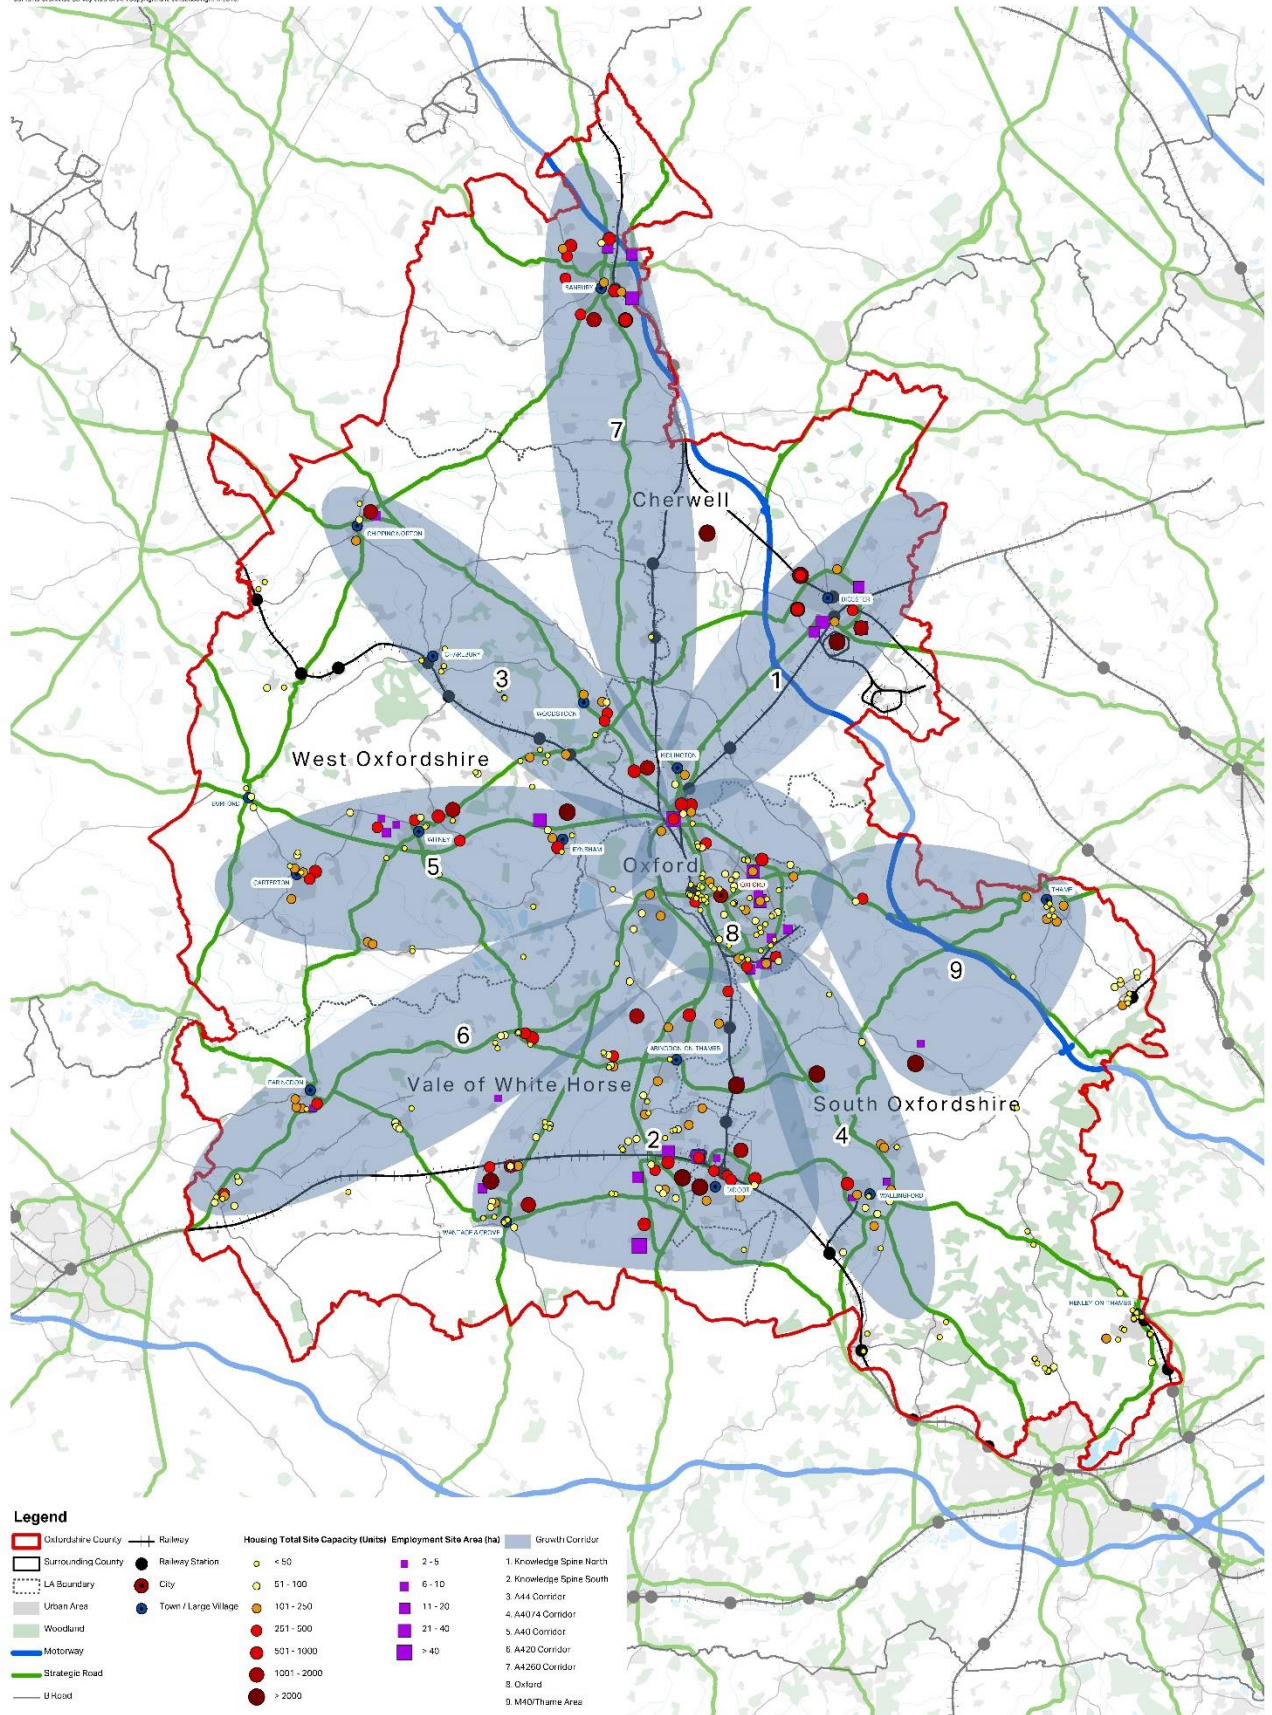 BANBURY
7
Cherwell
CHIPPING NORTON
BICESTER
CHARLBURY
3
1
WOODSTOCK
West Oxfordshire
KIDLINGTON
BURFORD
WITNEY
EYNSHAM
5
Oxford
CARTERTON
OXFORD
THAME
8
9
6
ABINGDON ON THAMES
FARINGDON
Vale of White Horse
South Oxfordshire
2
4
DIDCOT
WALLINGFORD
WANTAGE & GROVE
HENLEY ON THAMES
Legend
Oxfordshire County
Surrounding County
LA Boundary
Urban Area
Woodland
Motorway
Strategic Road
B Road
Railway
Railway Station
City
Town / Large Village
Housing Total Site Capacity (Units)
< 50
51 - 100
101 - 250
251 - 500
501 - 1000
1001 - 2000
> 2000
Employment Site Area (ha)
2 - 5
6 - 10
11 - 20
21 - 40
> 40
Growth Corridor
1. Knowledge Spine North
2. Knowledge Spine South
3. A44 Corridor
4. A4074 Corridor
5. A40 Corridor
6. A420 Corridor
7. A4260 Corridor
8. Oxford
9. M40/Thame Area